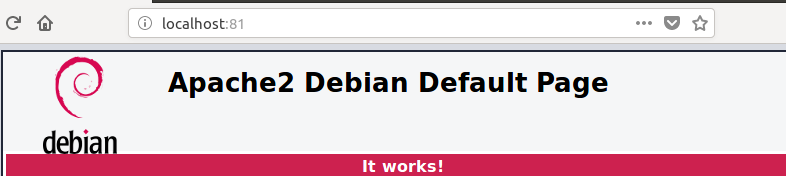 localhost:81
Apache2 Debian Default Page
debian
It works!